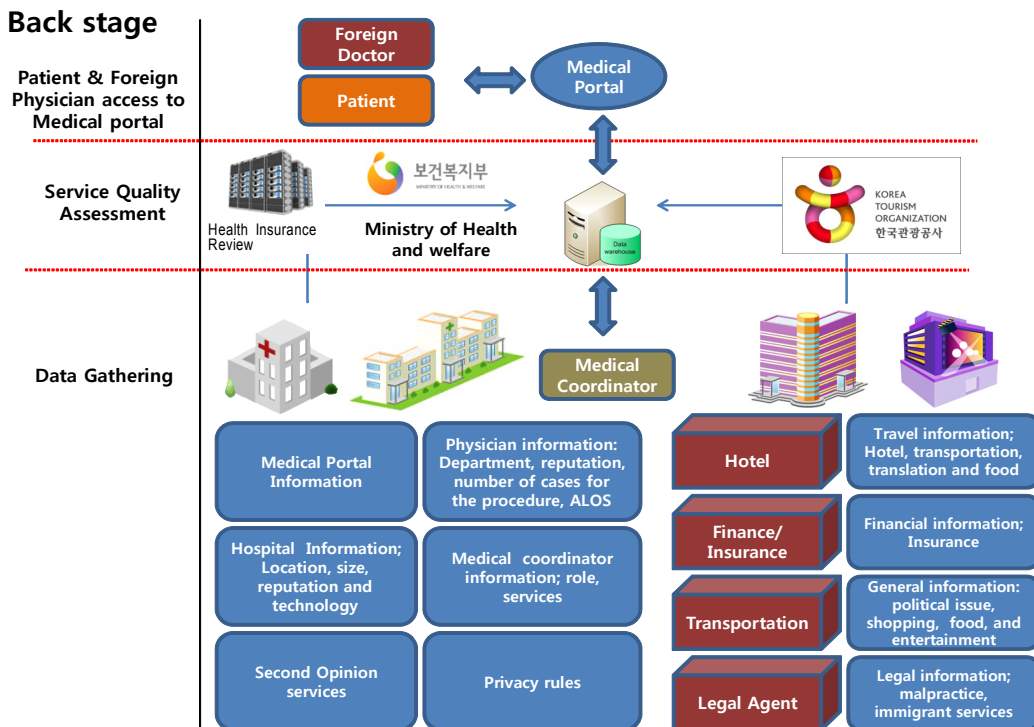 Back stage
Patient & Foreign
Physician access to
Medical portal
Foreign
Doctor
Patient
Medical
Portal
Service Quality
Assessment
Health Insurance
Review
보건복지부
MINISTRY OF HEALTH & WELFARE
Ministry of Health
and welfare
Data
warehouse
KOREA
TOURISM
ORGANIZATION
한국관광공사
Data Gathering
Medical
Coordinator
Medical Portal
Information
Physician information:
Department, reputation,
number of cases for
the procedure, ALOS
Hospital Information;
Location, size,
reputation and
technology
Medical coordinator
information; role,
services
Second Opinion
services
Privacy rules
Hotel
Travel information;
Hotel, transportation,
translation and food
Finance/
Insurance
Financial information;
Insurance
Transportation
General information:
political issue,
shopping, food, and
entertainment
Legal Agent
Legal information;
malpractice,
immigrant services